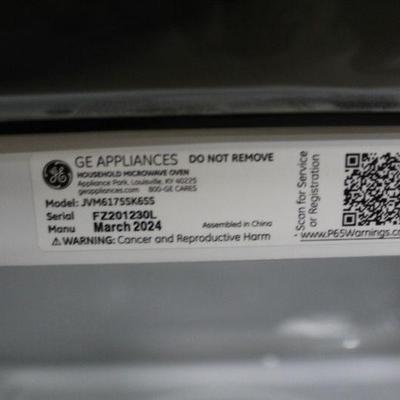 GE APPLIANCES DO NOT REMOVE
HOUSEHOLD MICROWAVE OVEN
Appliance Park, Louisville, KY 40225
geappliances.com 800-GE CARES
Model: JVM6175SK6SS
Serial FZ201230L
Manu March 2024
Assembled in China
⚠ WARNING: Cancer and Reproductive Harm
- www.P65Warnings.c
Scan for Service
or Registration